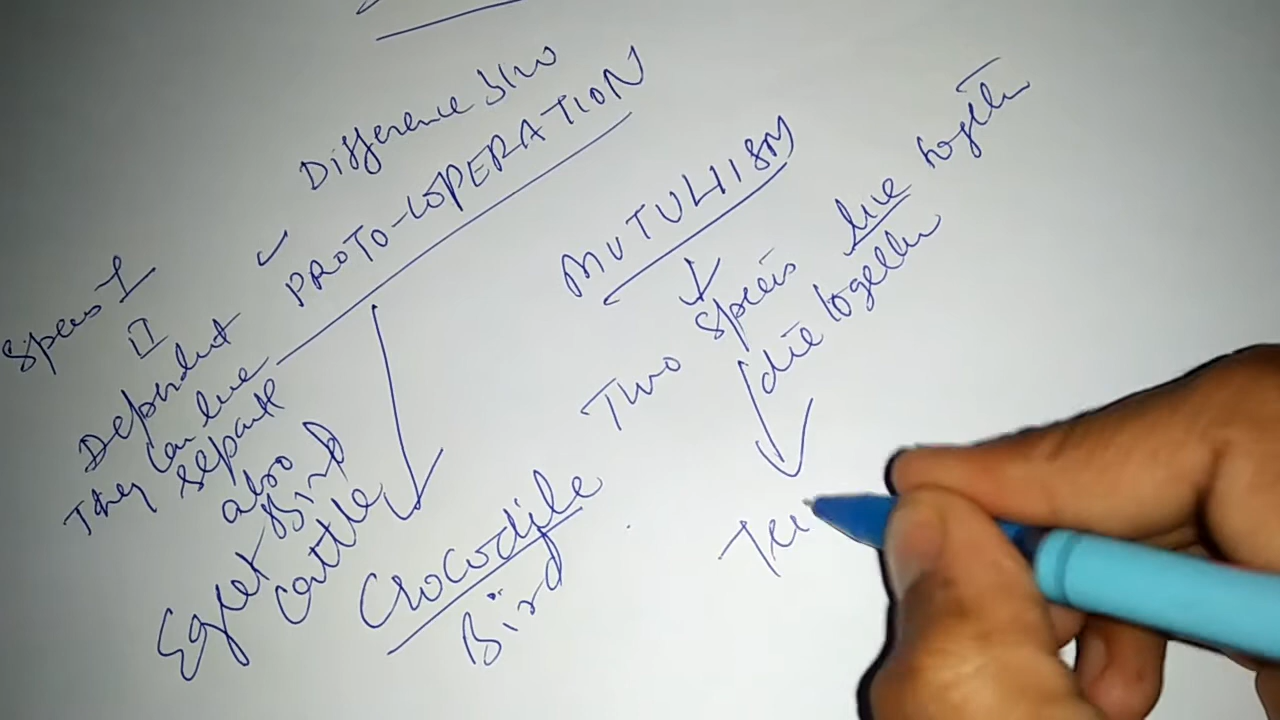 Difference b/w
PROTO-COOPERATION
Species I
II
Dependent
They can live
separate
also
Egret Bird
cattle
Crocodile
Bird
MUTULISM
Two species live together
die together
Ter